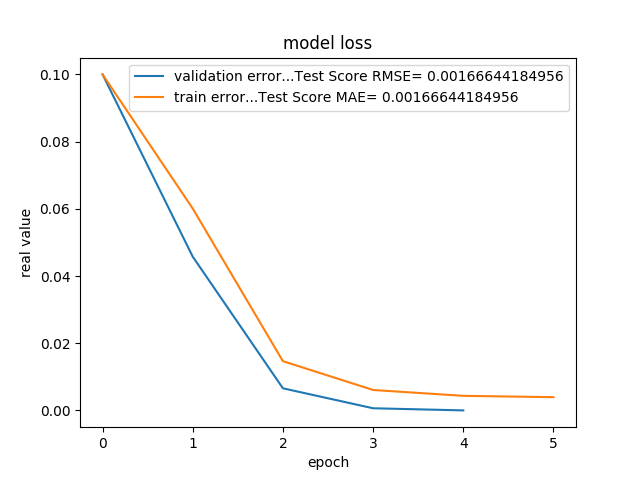 model loss
validation error...Test Score RMSE= 0.00166644184956
train error...Test Score MAE= 0.00166644184956
0.10
0.08
0.06
0.04
0.02
0.00
real value
0 1 2 3 4 5
epoch